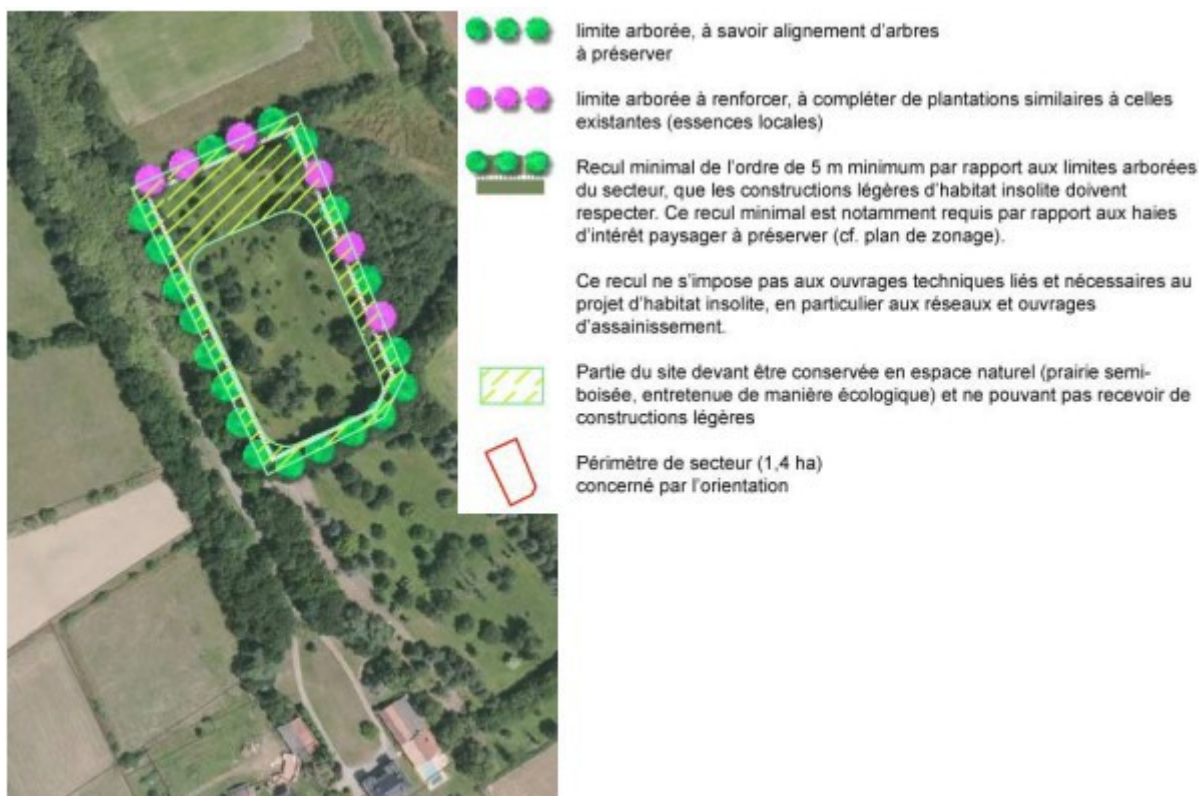 limite arborée, à savoir alignement d'arbres
à préserver
limite arborée à renforcer, à compléter de plantations similaires à celles
existantes (essences locales)
Recul minimal de l'ordre de 5 m minimum par rapport aux limites arborées
du secteur, que les constructions légères d'habitat insolite doivent
respecter. Ce recul minimal est notamment requis par rapport aux haies
d'intérêt paysager à préserver (cf. plan de zonage).
Ce recul ne s'impose pas aux ouvrages techniques liés et nécessaires au
projet d'habitat insolite, en particulier aux réseaux et ouvrages
d'assainissement.
Partie du site devant être conservée en espace naturel (prairie semi-
boisée, entretenue de manière écologique) et ne pouvant pas recevoir de
constructions légères
Périmètre de secteur (1,4 ha)
concerné par l'orientation